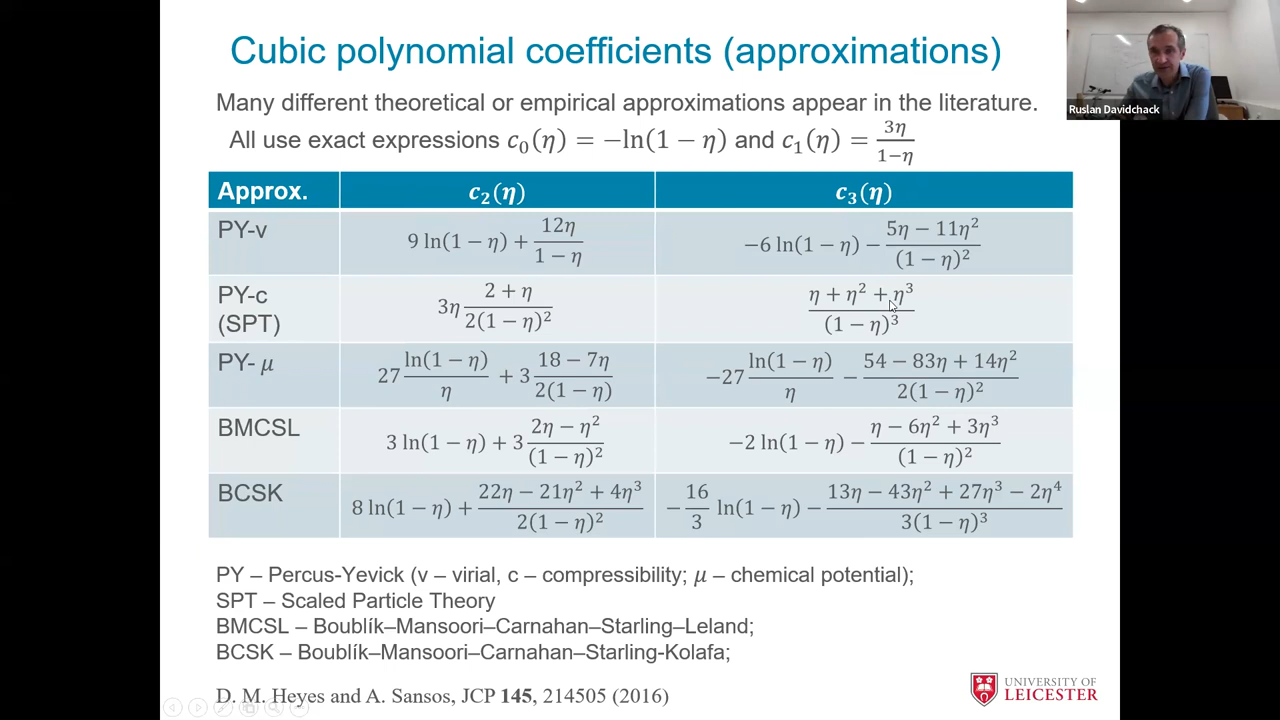 Cubic polynomial coefficients (approximations)
Ruslan Davidchack
Many different theoretical or empirical approximations appear in the literature.
All use exact expressions c₀(η) = −ln(1 − η) and c₁(η) = 3η/(1−η)
Approx. c₂(η) c₃(η)
PY-v 9 ln(1 − η) + 12η/(1 − η) −6 ln(1 − η) − (5η − 11η²)/(1 − η)²
PY-c (SPT) 3η (2 + η)/(2(1 − η)²) (η + η² + η³)/(1 − η)³
PY- μ 27 ln(1 − η)/η + 3 (18 − 7η)/(2(1 − η)) −27 ln(1 − η)/η − (54 − 83η + 14η²)/(2(1 − η)²)
BMCSL 3 ln(1 − η) + 3 (2η − η²)/(1 − η)² −2 ln(1 − η) − (η − 6η² + 3η³)/(1 − η)²
BCSK 8 ln(1 − η) + (22η − 21η² + 4η³)/(2(1 − η)²) −16/3 ln(1 − η) − (13η − 43η² + 27η³ − 2η⁴)/(3(1 − η)³)
PY – Percus-Yevick (v – virial, c – compressibility; μ – chemical potential);
SPT – Scaled Particle Theory
BMCSL – Boublík–Mansoori–Carnahan–Starling–Leland;
BCSK – Boublík–Mansoori–Carnahan–Starling-Kolafa;
D. M. Heyes and A. Sansos, JCP 145, 214505 (2016)
UNIVERSITY OF
LEICESTER